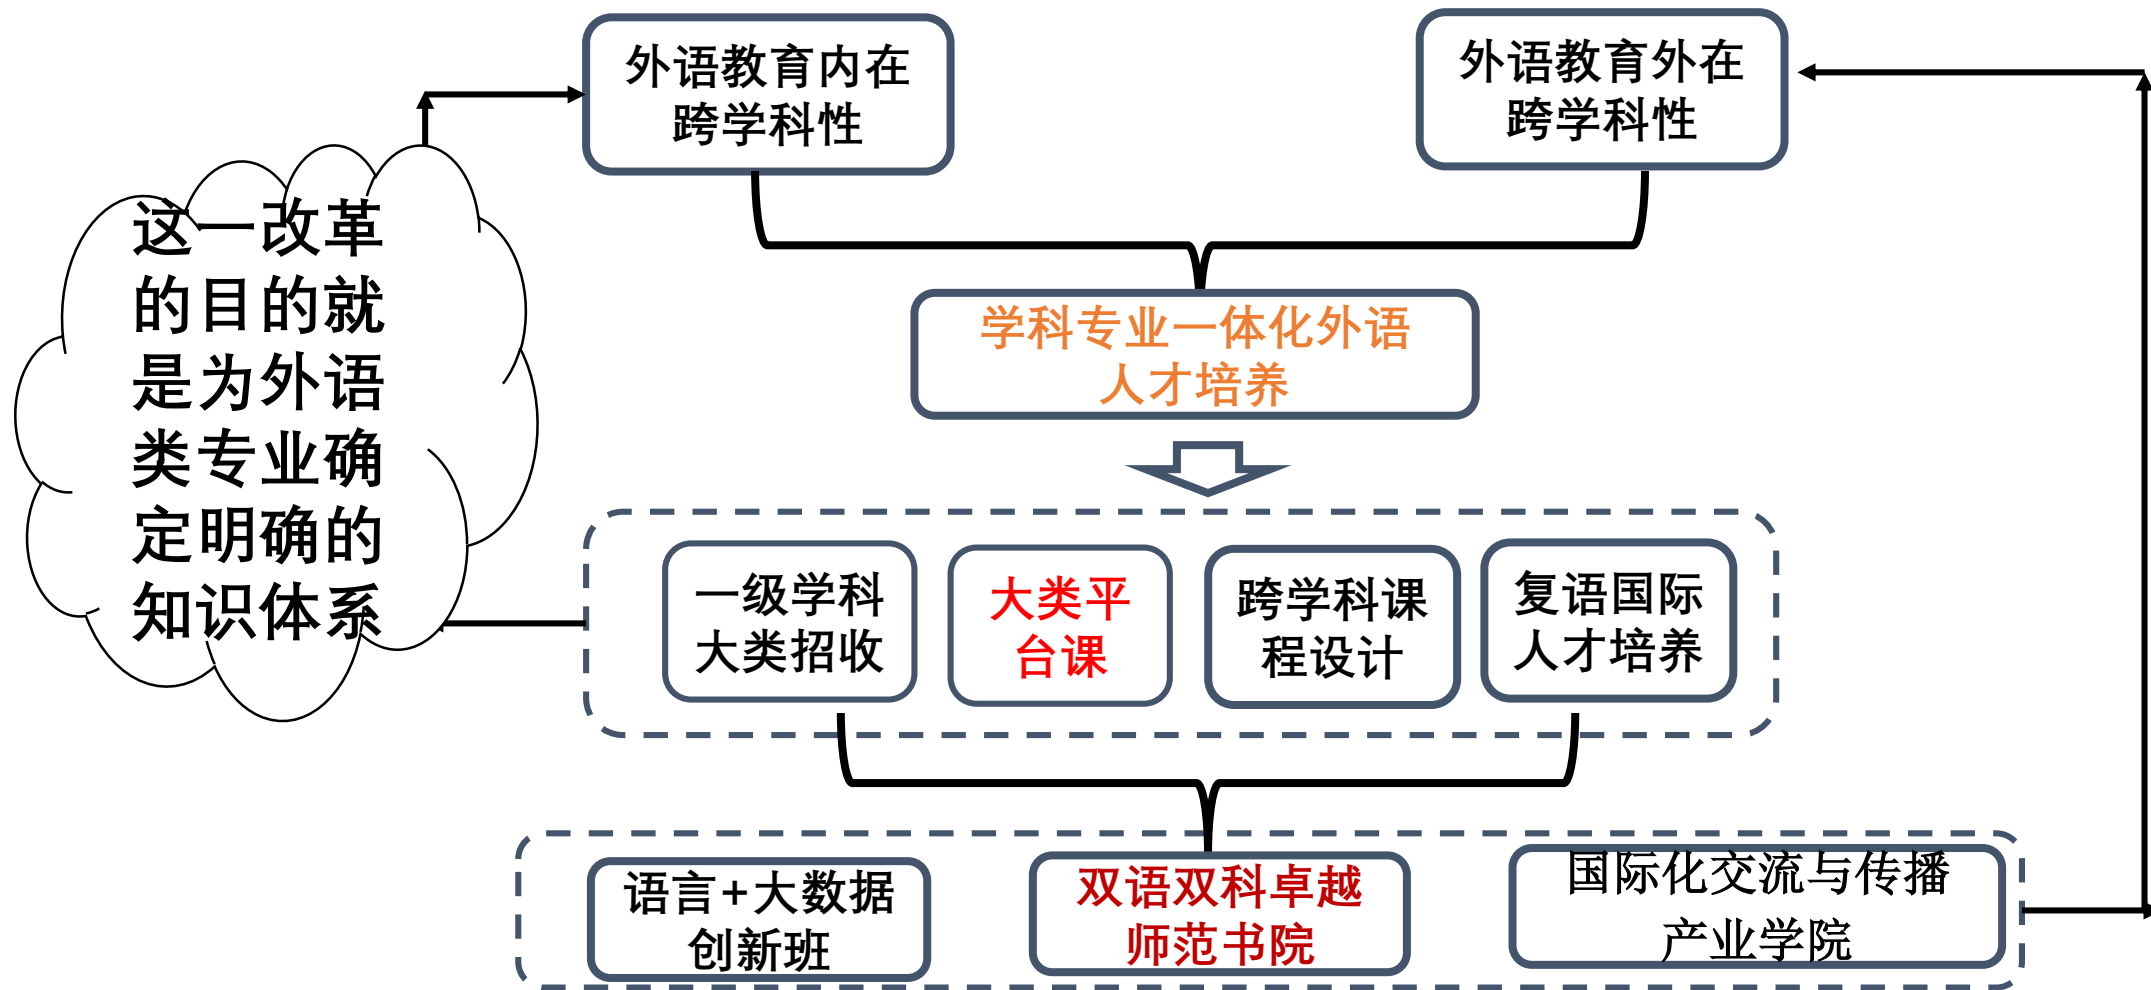 外语教育内在
跨学科性
外语教育外在
跨学科性
这一改革
的目的就
是为外语
类专业确
定明确的
知识体系
学科专业一体化外语
人才培养
一级学科
大类招收
大类平
台课
跨学科课
程设计
复语国际
人才培养
语言+大数据
创新班
双语双科卓越
师范书院
国际化交流与传播
产业学院